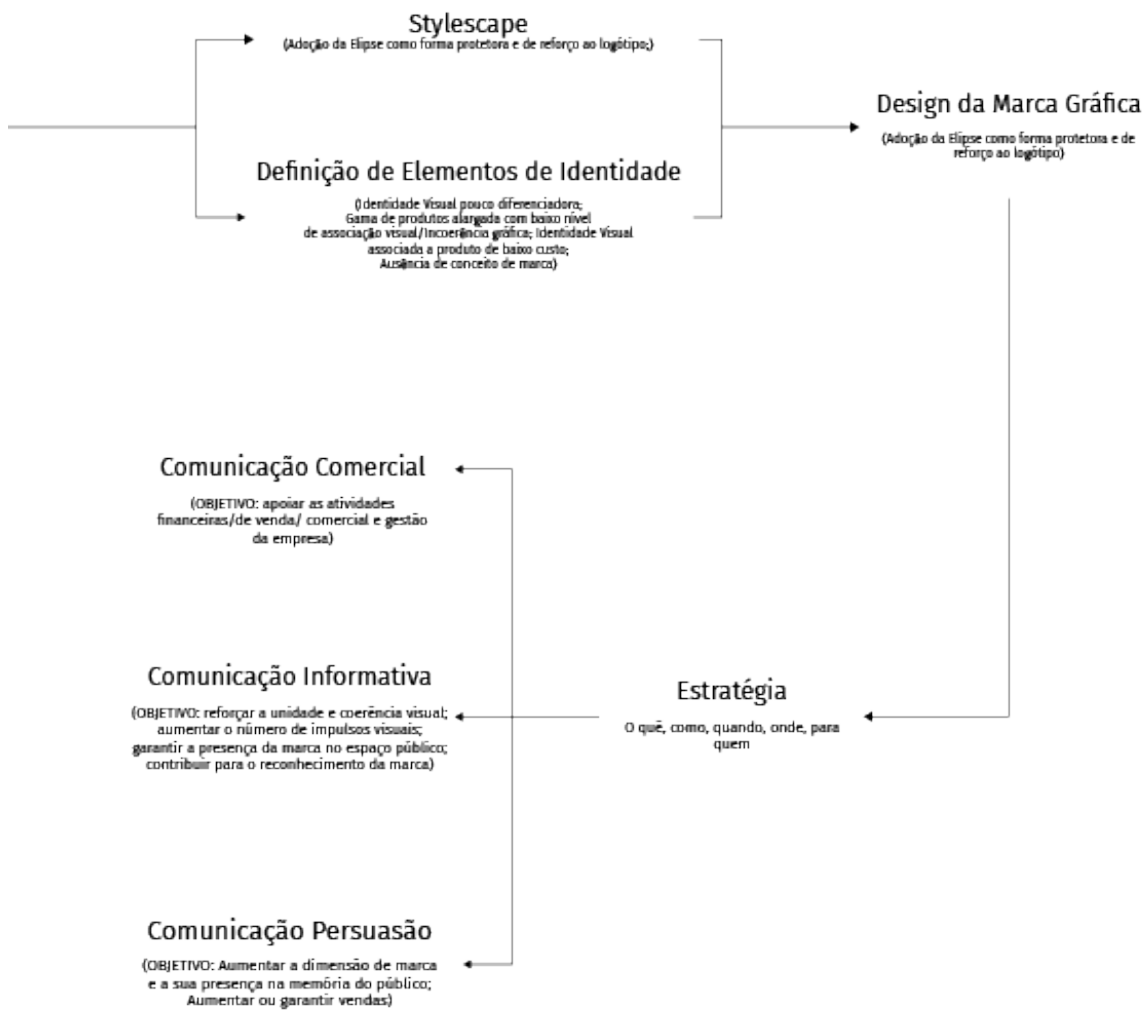 Stylescape
(Adoção da Elipse como forma protetora e de reforço ao logótipo;)
Design da Marca Gráfica
(Adoção da Elipse como forma protetora e de
reforço ao logótipo)
Definição de Elementos de Identidade
(Identidade Visual pouco diferenciadora;
Gama de produtos alargada com baixo nível
de associação visual/Incoerência gráfica; Identidade Visual
associada a produto de baixo custo;
Ausência de conceito de marca)
Comunicação Comercial
(OBJETIVO: apoiar as atividades
financeiras/de venda/ comercial e gestão
da empresa)
Comunicação Informativa
(OBJETIVO: reforçar a unidade e coerência visual;
aumentar o número de impulsos visuais;
garantir a presença da marca no espaço público;
contribuir para o reconhecimento da marca)
Estratégia
O quê, como, quando, onde, para
quem
Comunicação Persuasão
(OBJETIVO: Aumentar a dimensão de marca
e a sua presença na memória do público;
Aumentar ou garantir vendas)